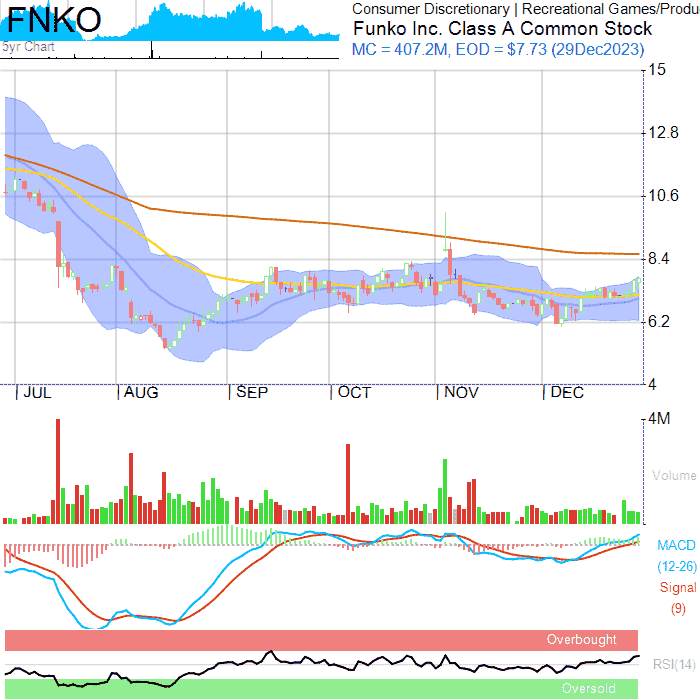 FNKO
5yr Chart
Consumer Discretionary | Recreational Games/Produ
Funko Inc. Class A Common Stock
MC = 407.2M, EOD = $7.73 (29Dec2023)
15
12.8
10.6
8.4
6.2
4
JUL AUG SEP OCT NOV DEC
4M
Volume
MACD
(12-26)
Signal
(9)
Overbought
RSI(14)
Oversold